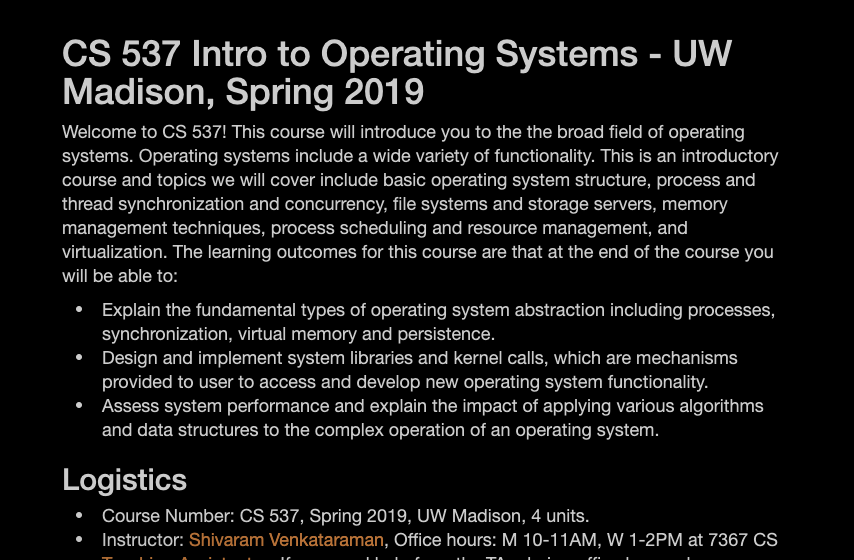 CS 537 Intro to Operating Systems - UW
Madison, Spring 2019
Welcome to CS 537! This course will introduce you to the the broad field of operating
systems. Operating systems include a wide variety of functionality. This is an introductory
course and topics we will cover include basic operating system structure, process and
thread synchronization and concurrency, file systems and storage servers, memory
management techniques, process scheduling and resource management, and
virtualization. The learning outcomes for this course are that at the end of the course you
will be able to:
• Explain the fundamental types of operating system abstraction including processes,
synchronization, virtual memory and persistence.
• Design and implement system libraries and kernel calls, which are mechanisms
provided to user to access and develop new operating system functionality.
• Assess system performance and explain the impact of applying various algorithms
and data structures to the complex operation of an operating system.
Logistics
• Course Number: CS 537, Spring 2019, UW Madison, 4 units.
• Instructor: Shivaram Venkataraman, Office hours: M 10-11AM, W 1-2PM at 7367 CS